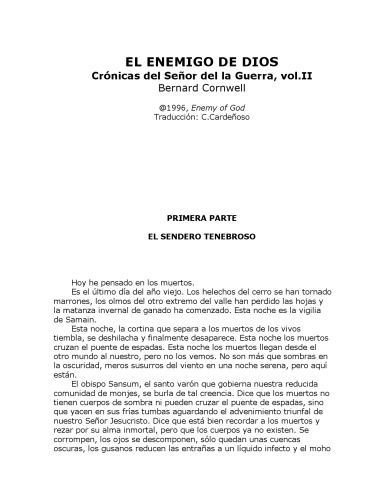 EL ENEMIGO DE DIOS
Crónicas del Señor del la Guerra, vol.II
Bernard Cornwell
@1996, Enemy of God
Traducción: C.Cardeñoso
PRIMERA PARTE
EL SENDERO TENEBROSO
Hoy he pensado en los muertos.
Es el último día del año viejo. Los helechos del cerro se han tornado
marrones, los olmos del otro extremo del valle han perdido las hojas y
la matanza invernal de ganado ha comenzado. Esta noche es la vigilia
de Samain.
Esta noche, la cortina que separa a los muertos de los vivos
tiembla, se deshilacha y finalmente desaparece. Esta noche los muertos
cruzan el puente de espadas. Esta noche los muertos llegan desde el
otro mundo al nuestro, pero no los vemos. No son más que sombras en
la oscuridad, meros susurros del viento en una noche serena, pero aquí
están.
El obispo Sansum, el santo varón que gobierna nuestra reducida
comunidad de monjes, se burla de tal creencia. Dice que los muertos no
tienen cuerpos de sombra ni pueden cruzar el puente de espadas, sino
que yacen en sus frías tumbas aguardando el advenimiento triunfal de
nuestro Señor Jesucristo. Dice que está bien recordar a los muertos y
rezar por su alma inmortal, pero que los cuerpos ya no existen. Se
corrompen, los ojos se descomponen, sólo quedan unas cuencas
oscuras, los gusanos reducen las entrañas a un líquido infecto y el moho